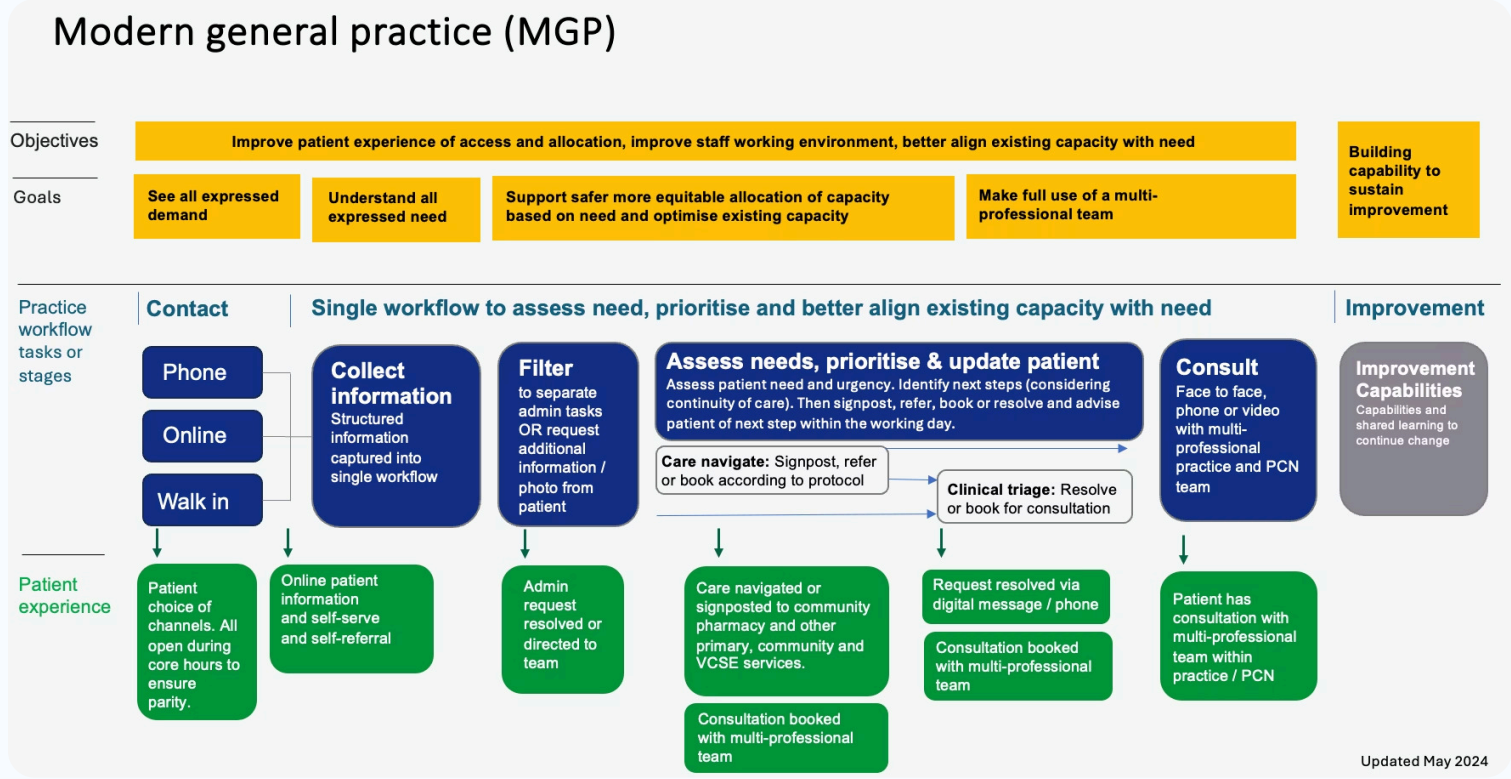 Modern general practice (MGP)
Objectives
Improve patient experience of access and allocation, improve staff working environment, better align existing capacity with need
Building
capability to
sustain
improvement
Goals
See all expressed
demand
Understand all
expressed need
Support safer more equitable allocation of capacity
based on need and optimise existing capacity
Make full use of a multi-
professional team
Practice
workflow
tasks or
stages
Contact
Single workflow to assess need, prioritise and better align existing capacity with need
Improvement
Phone
Online
Walk in
Collect
information
Structured
information
captured into
single workflow
Filter
to separate
admin tasks
OR request
additional
information /
photo from
patient
Assess needs, prioritise & update patient
Assess patient need and urgency. Identify next steps (considering
continuity of care). Then signpost, refer, book or resolve and advise
patient of next step within the working day.
Care navigate: Signpost, refer
or book according to protocol
Clinical triage: Resolve
or book for consultation
Consult
Face to face,
phone or video
with multi-
professional
practice and PCN
team
Improvement
Capabilities
Capabilities and
shared learning to
continue change
Patient
experience
Patient
choice of
channels. All
open during
core hours to
ensure
parity.
Online patient
information
and self-serve
and self-referral
Admin
request
resolved or
directed to
team
Care navigated or
signposted to community
pharmacy and other
primary, community and
VCSE services.
Consultation booked
with multi-professional
team
Request resolved via
digital message / phone
Consultation booked
with multi-professional
team
Patient has
consultation with
multi-professional
team within
practice / PCN
Updated May 2024